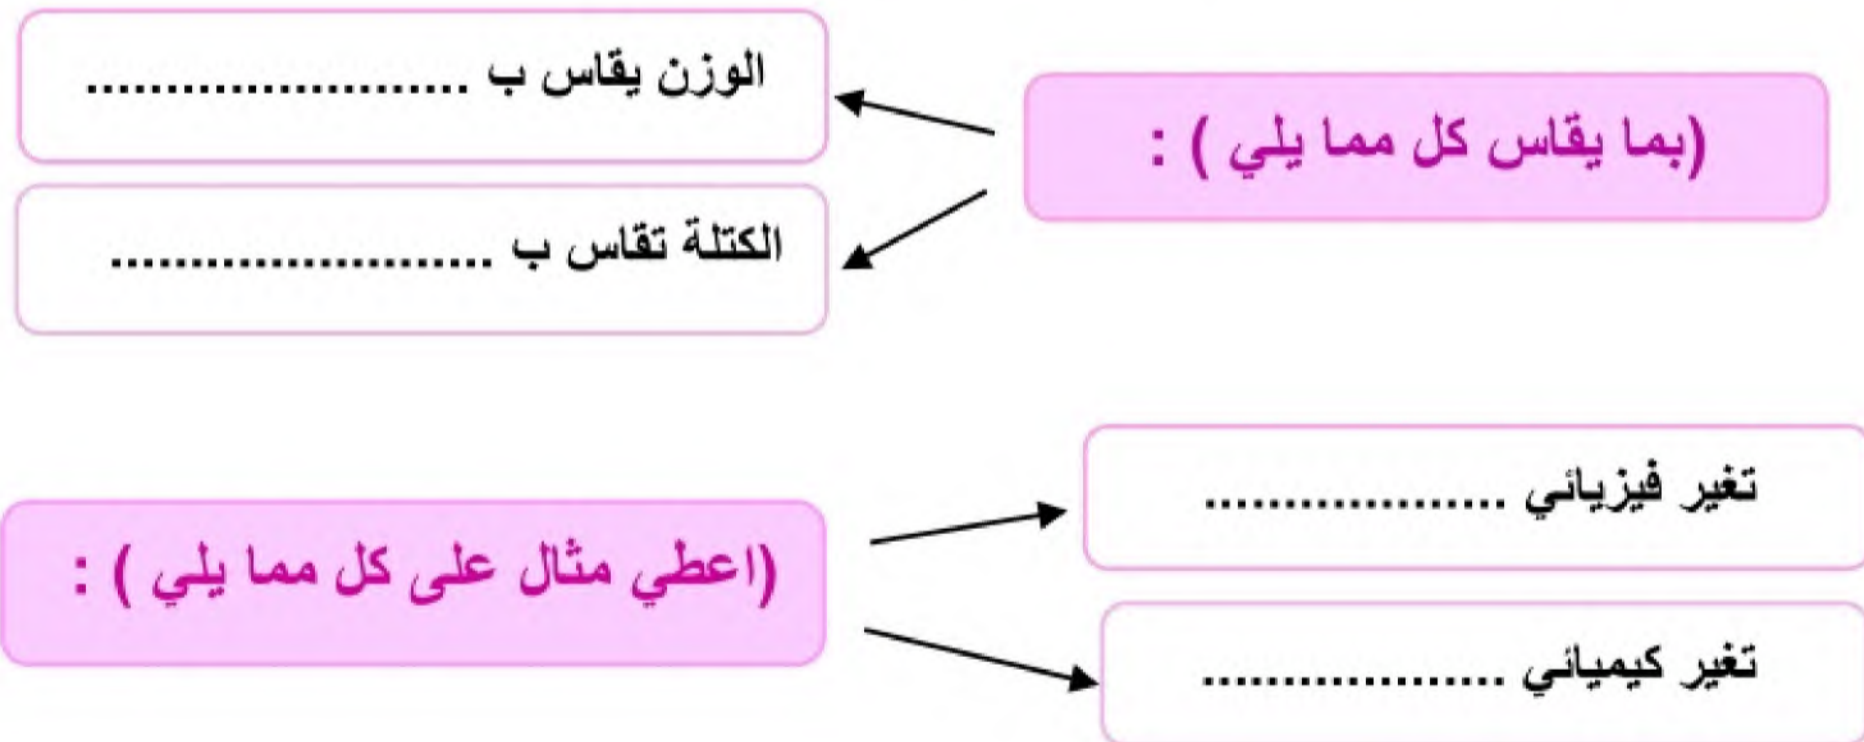 (بما يقاس كل مما يلي ) :
الوزن يقاس ب ........................
الكتلة تقاس ب ........................
(اعطي مثال على كل مما يلي ) :
تغير فيزيائي ...................
تغير كيميائي ...................